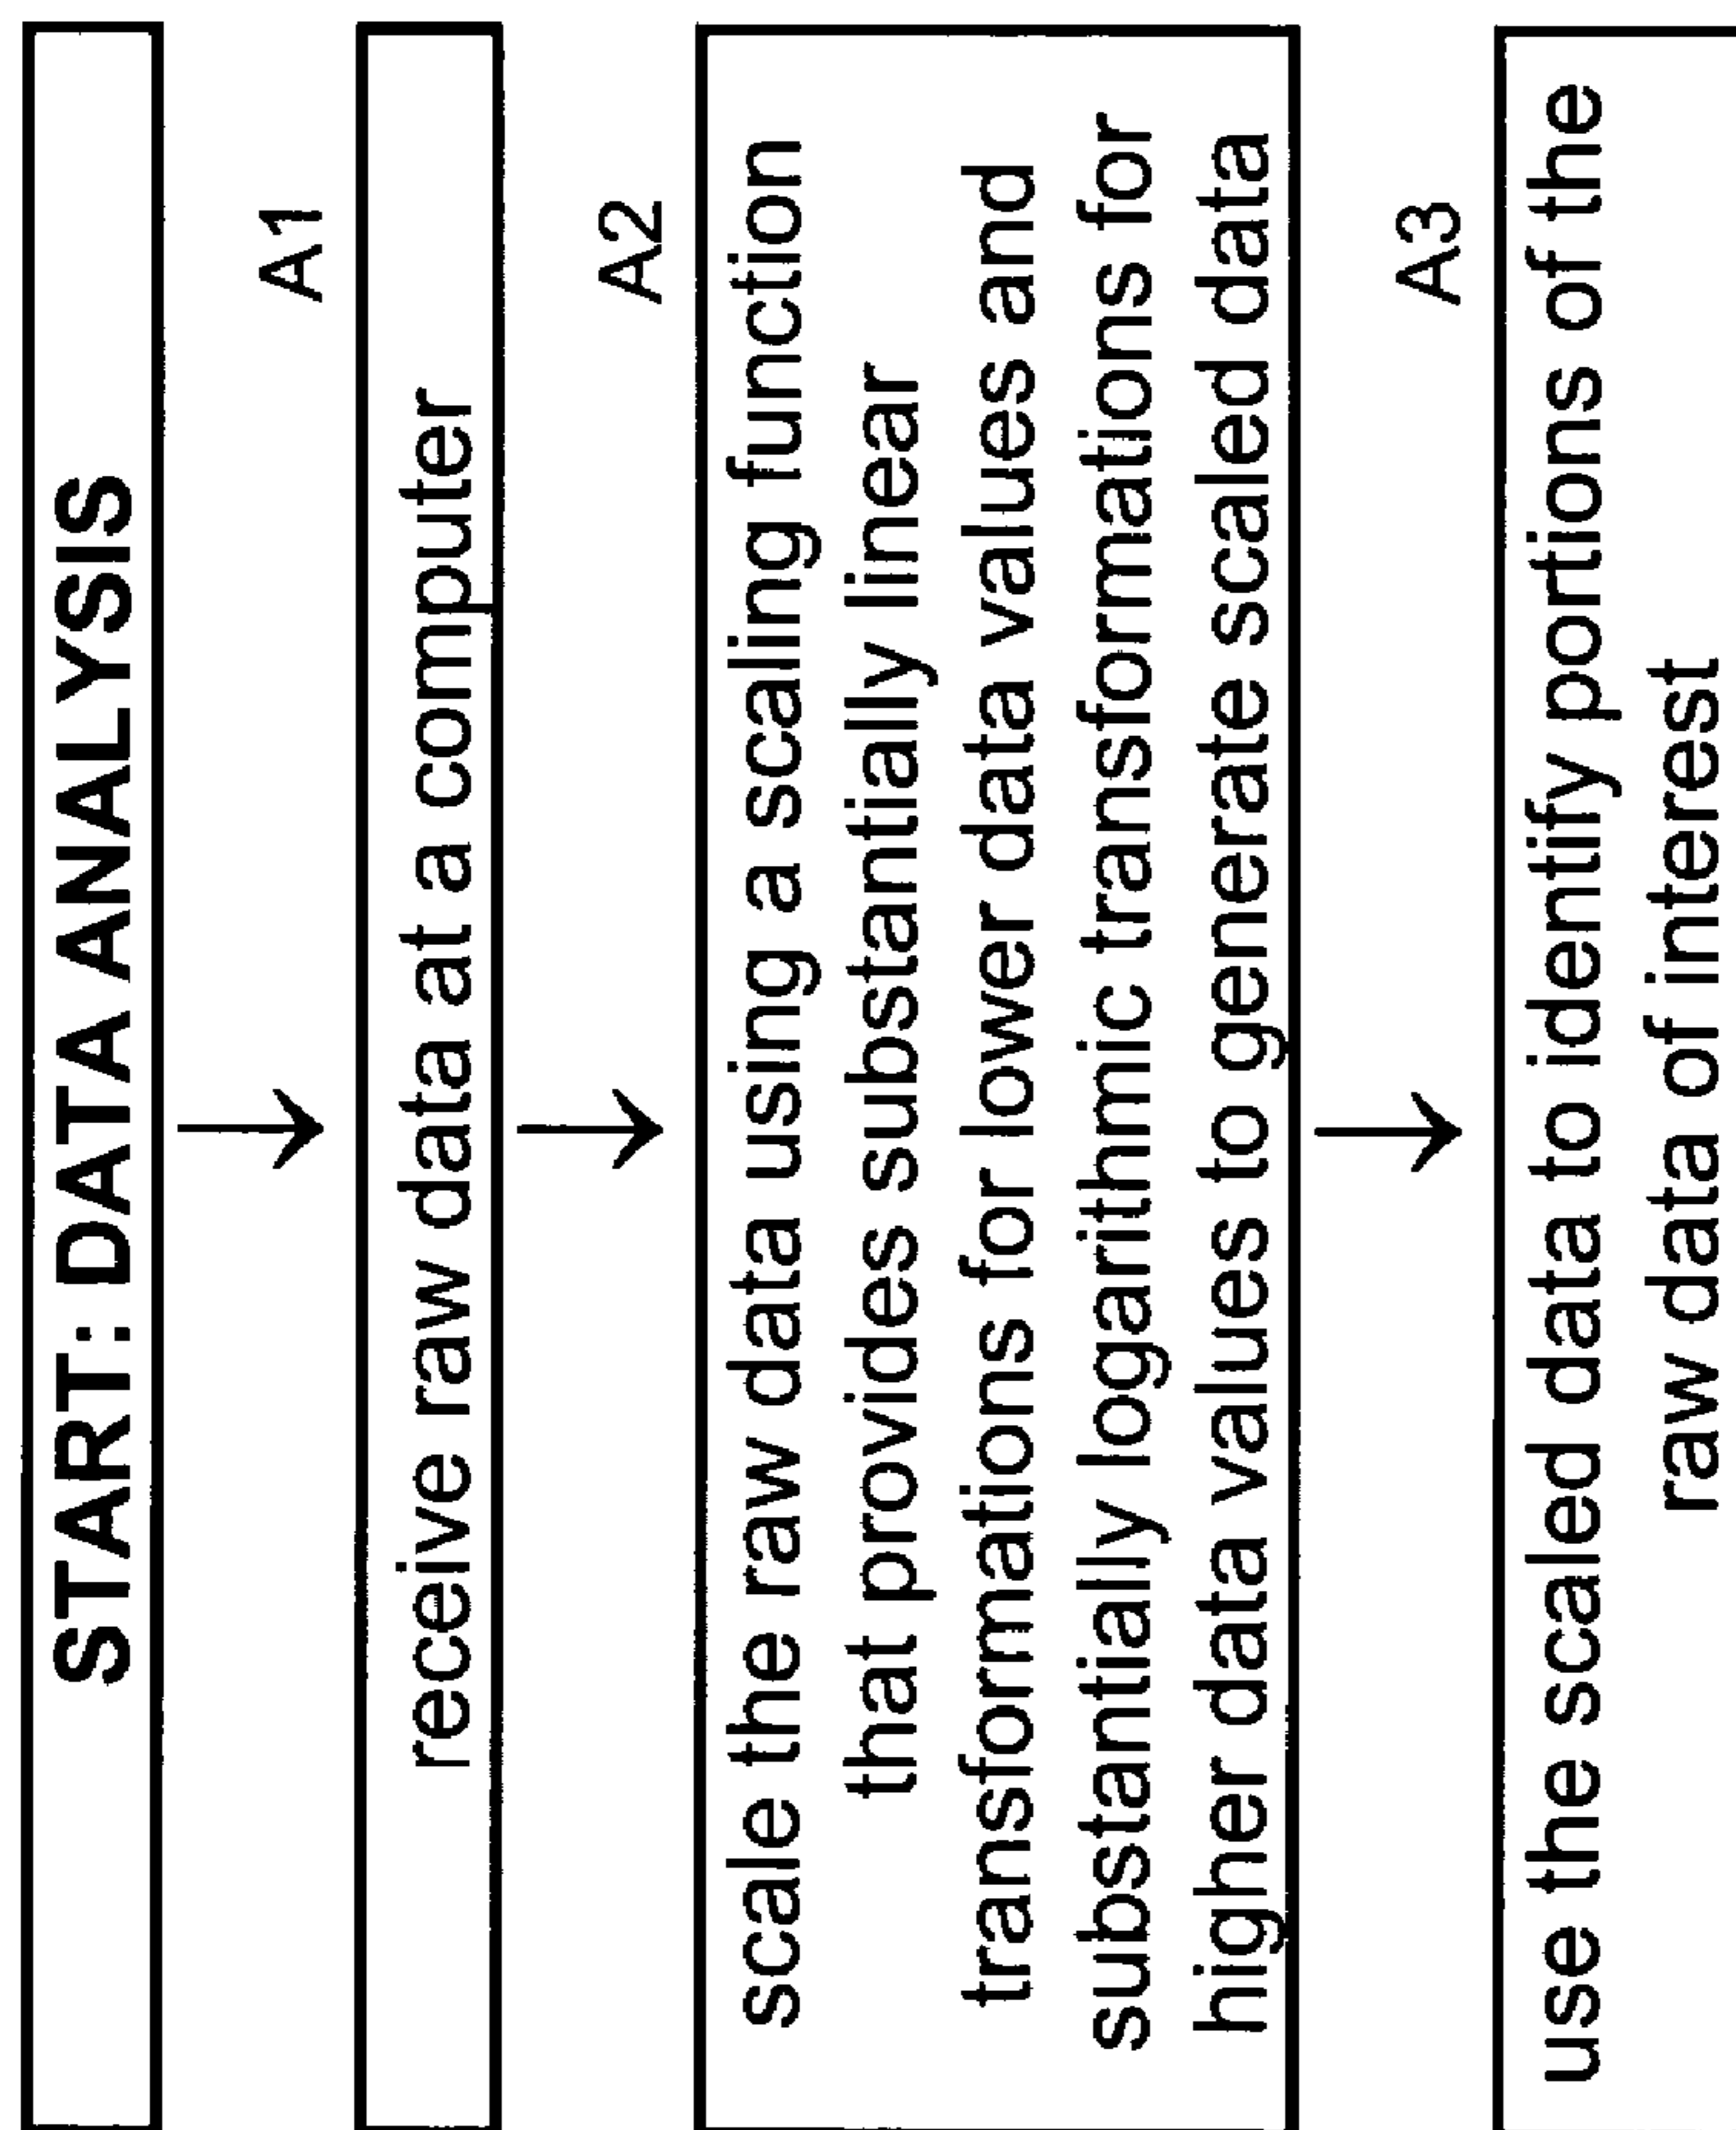 START: DATA ANALYSIS
A1
receive raw data at a computer
A2
scale the raw data using a scaling function
that provides substantially linear
transformations for lower data values and
substantially logarithmic transformations for
higher data values to generate scaled data
A3
use the scaled data to identify portions of the
raw data of interest